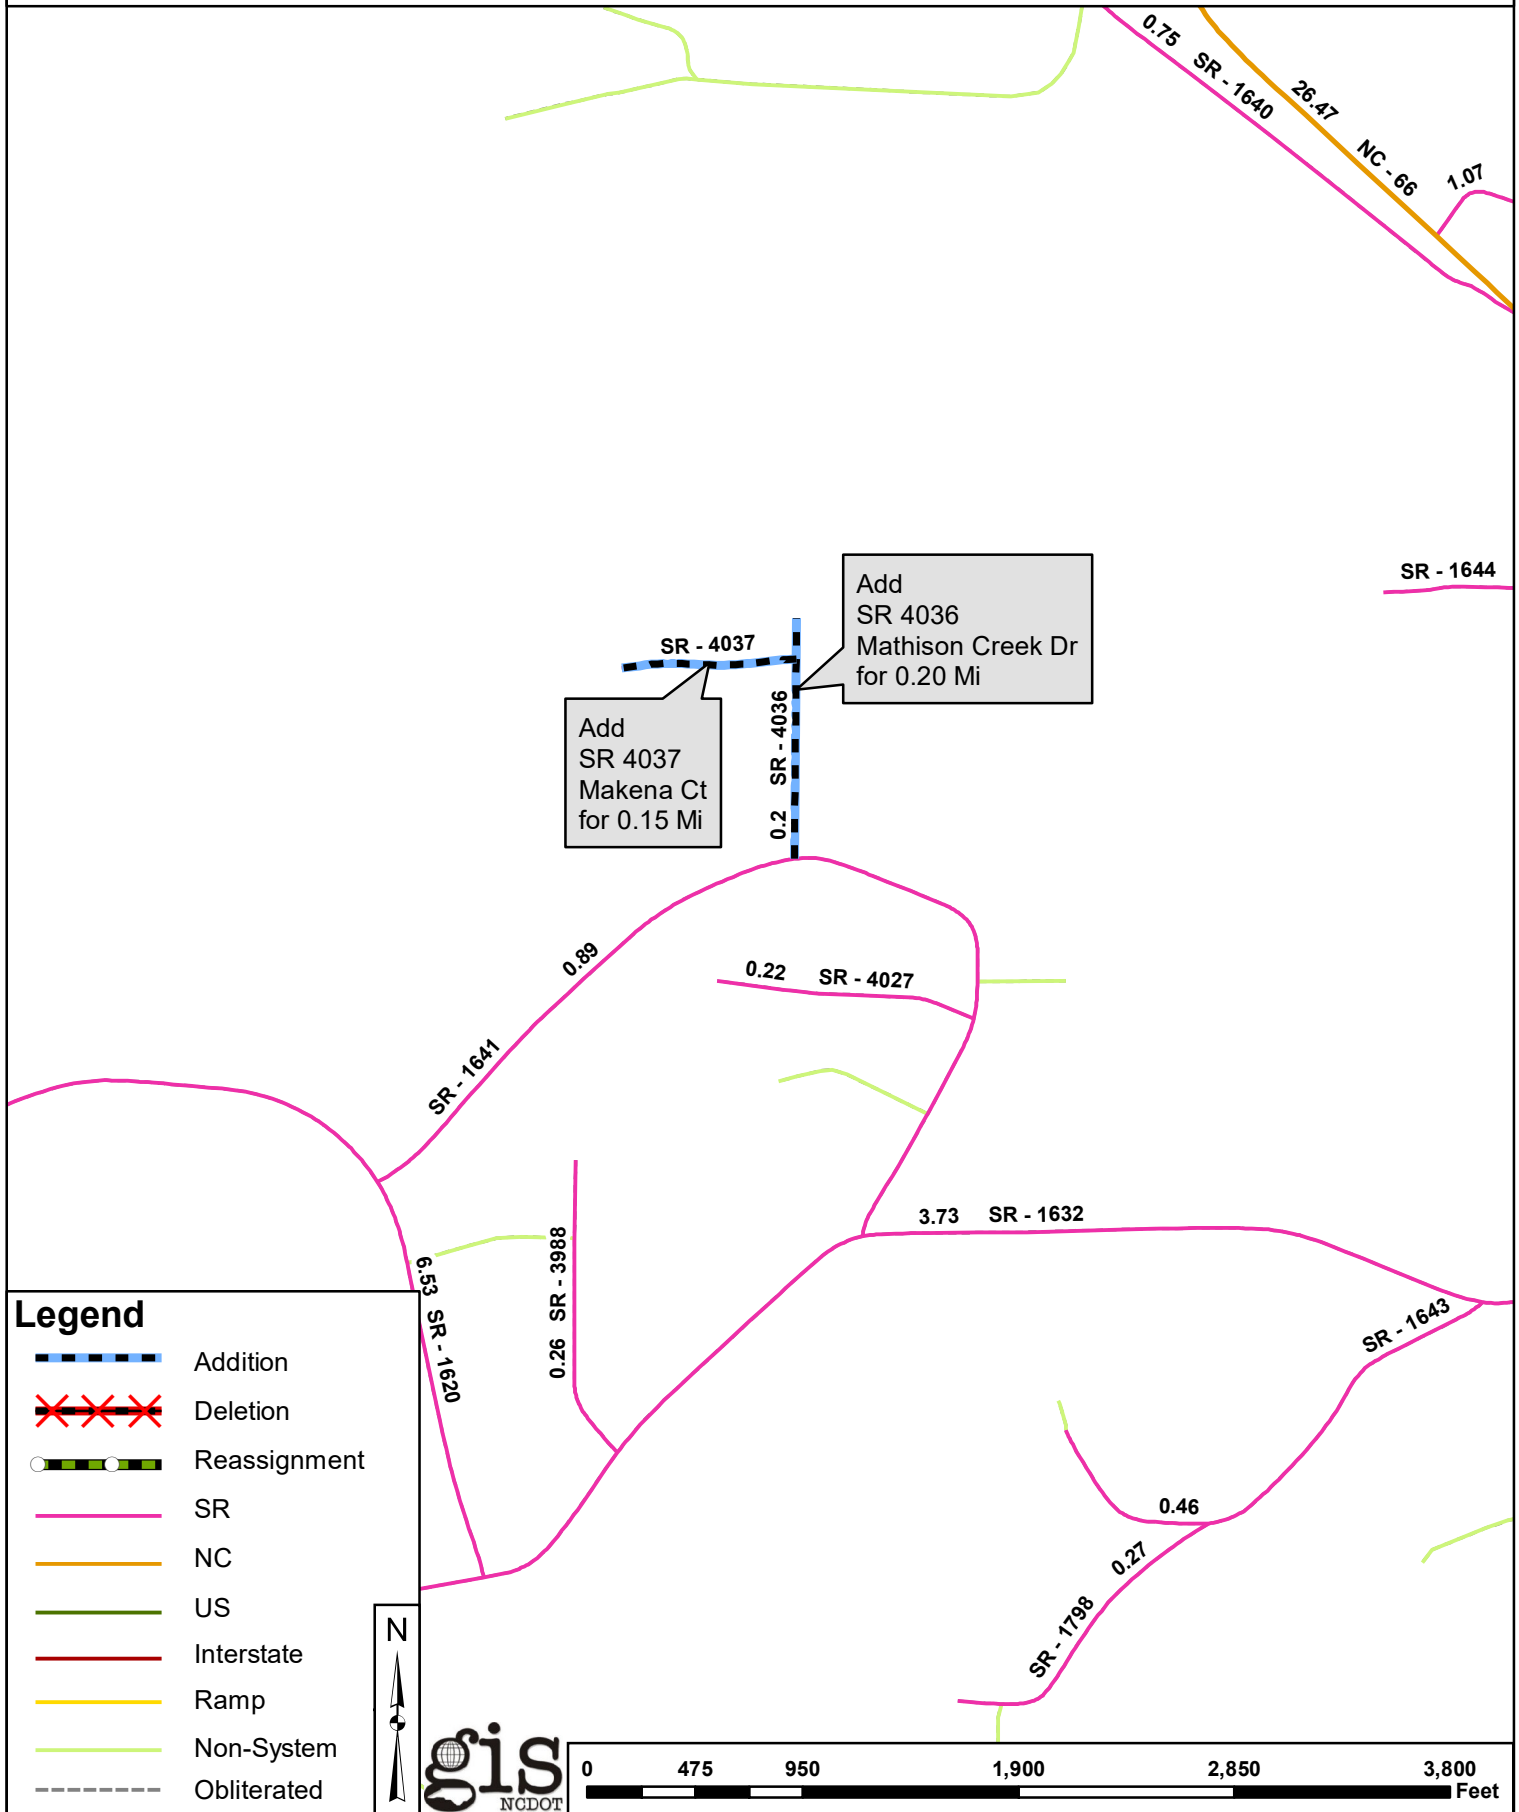 0.75 SR - 1640
26.47 NC - 66
1.07
SR - 1644
Add
SR 4036
Mathison Creek Dr
for 0.20 Mi
SR - 4037
Add
SR 4037
Makena Ct
for 0.15 Mi
0.2 SR - 4036
0.89
SR - 1641
0.22 SR - 4027
3.73 SR - 1632
0.26 SR - 3988
6.53 SR - 1620
SR - 1643
0.46
0.27
SR - 1798
Legend
Addition
Deletion
Reassignment
SR
NC
US
Interstate
Ramp
Non-System
Obliterated
N
gis
NCDOT
0 475 950 1,900 2,850 3,800
Feet